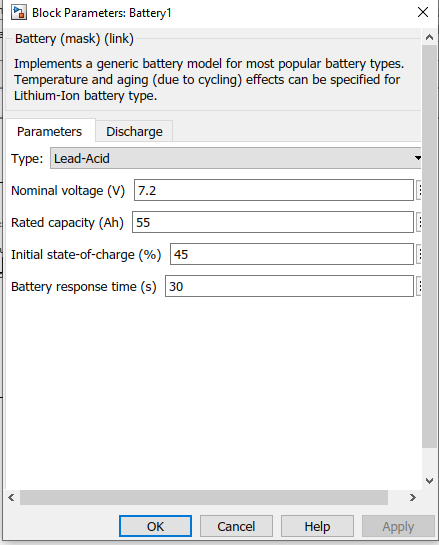 Block Parameters: Battery1
Battery (mask) (link)
Implements a generic battery model for most popular battery types.
Temperature and aging (due to cycling) effects can be specified for
Lithium-Ion battery type.
Parameters Discharge
Type: Lead-Acid
Nominal voltage (V) 7.2
Rated capacity (Ah) 55
Initial state-of-charge (%) 45
Battery response time (s) 30
OK Cancel Help Apply